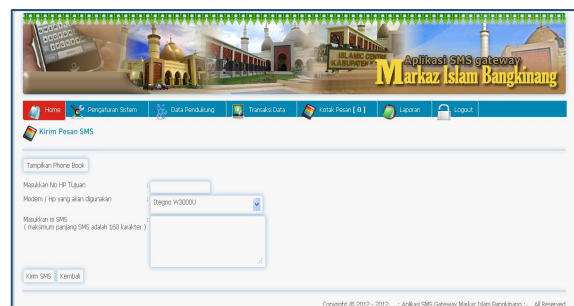 ISLAMIC CENTRE
KABUPATEN
Aplikasi SMS gateway
Markaz Islam Bangkinang
Home Pengaturan Sistem Data Pendukung Transaksi Data Kotak Pesan [ 0 ] Laporan Logout
Kirim Pesan SMS
Tampilkan Phone Book
Masukkan No HP Tujuan :
Modem / Hp yang akan digunakan : Itegno W3000U
Masukkan isi SMS :
( maksimum panjang SMS adalah 160 karakter )
Kirim SMS Kembali
Copyright © 2012 - 2012 .: Aplikasi SMS Gateway Markaz Islam Bangkinang :. All Reserved